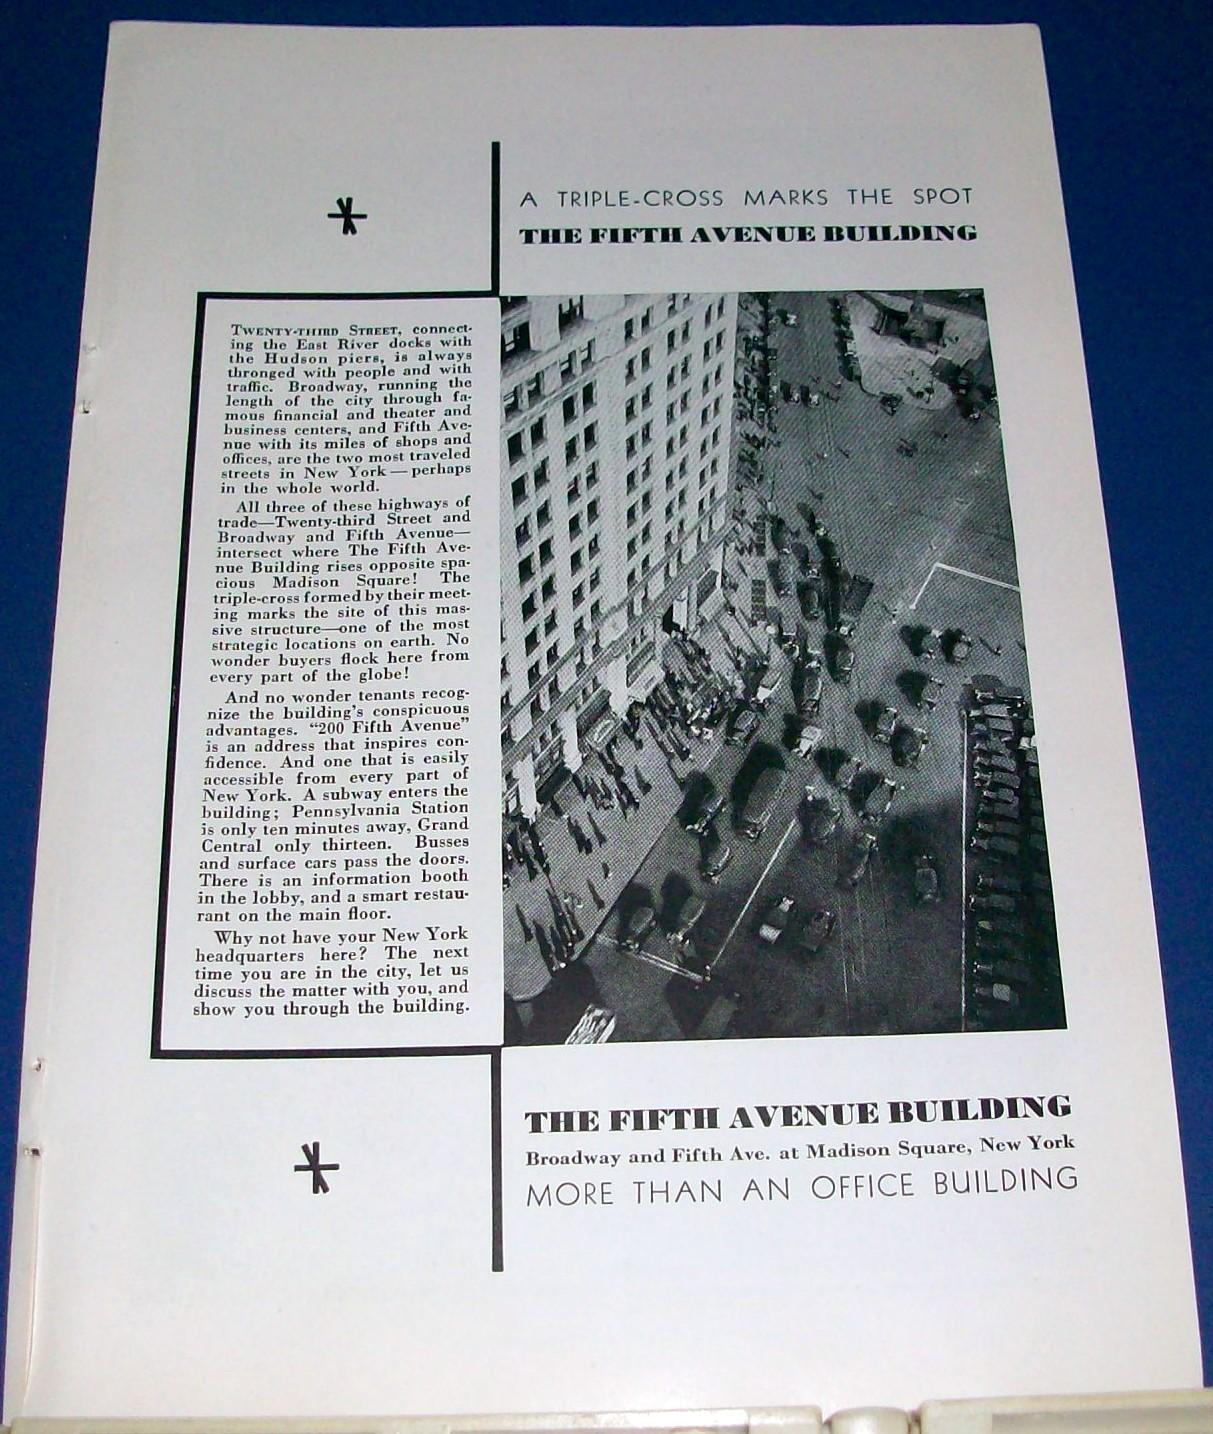 A TRIPLE-CROSS MARKS THE SPOT
THE FIFTH AVENUE BUILDING
TWENTY-THIRD STREET, connect-
ing the East River docks with
the Hudson piers, is always
thronged with people and with
traffic. Broadway, running the
length of the city through fa-
mous financial and theater and
business centers, and Fifth Ave-
nue with its miles of shops and
offices, are the two most traveled
streets in New York — perhaps
in the whole world.
All three of these highways of
trade—Twenty-third Street and
Broadway and Fifth Avenue—
intersect where The Fifth Ave-
nue Building rises opposite spa-
cious Madison Square! The
triple-cross formed by their meet-
ing marks the site of this mas-
sive structure—one of the most
strategic locations on earth. No
wonder buyers flock here from
every part of the globe!
And no wonder tenants recog-
nize the building's conspicuous
advantages. “200 Fifth Avenue”
is an address that inspires con-
fidence. And one that is easily
accessible from every part of
New York. A subway enters the
building; Pennsylvania Station
is only ten minutes away, Grand
Central only thirteen. Busses
and surface cars pass the doors.
There is an information booth
in the lobby, and a smart restau-
rant on the main floor.
Why not have your New York
headquarters here? The next
time you are in the city, let us
discuss the matter with you, and
show you through the building.
THE FIFTH AVENUE BUILDING
Broadway and Fifth Ave. at Madison Square, New York
MORE THAN AN OFFICE BUILDING